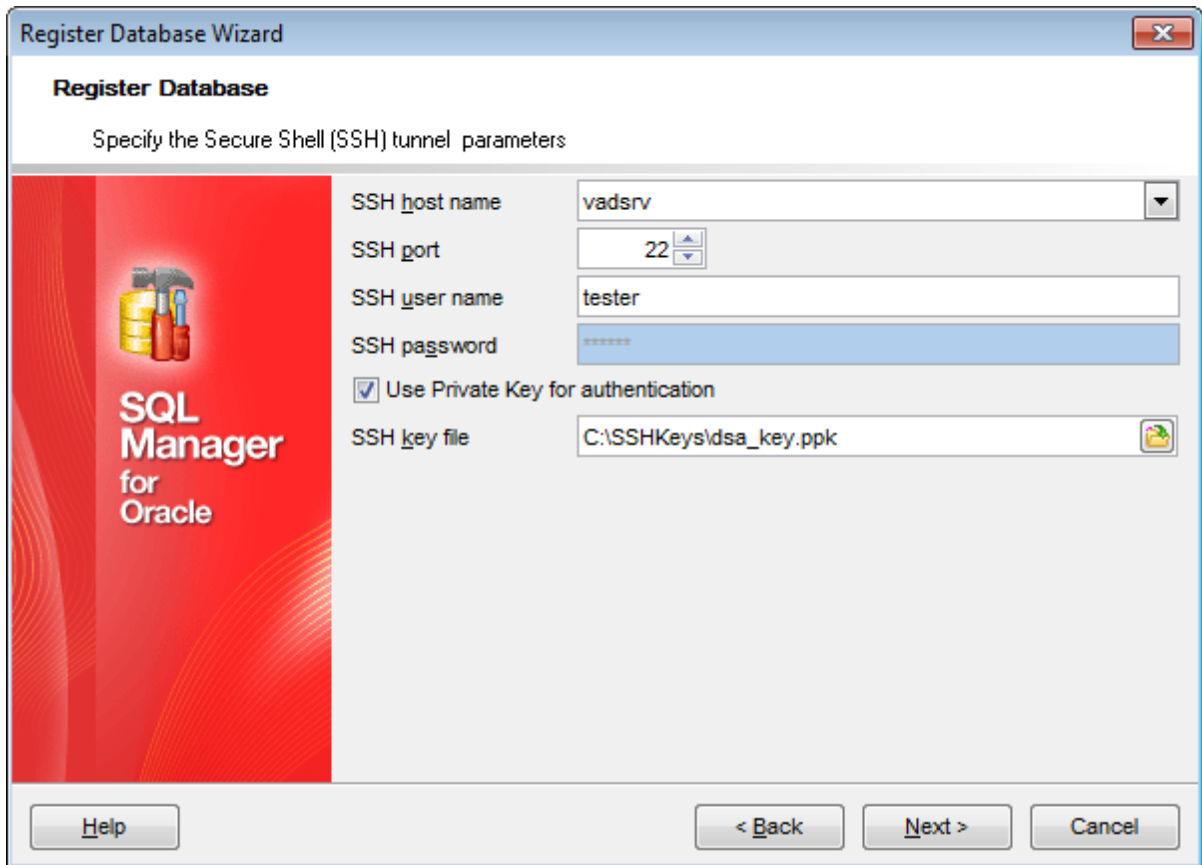 Register Database Wizard
Register Database
Specify the Secure Shell (SSH) tunnel parameters
SSH host name
vadsrv
SSH port
22
SSH user name
tester
SSH password
******
Use Private Key for authentication
SSH key file
C:\SSHKeys\dsa_key.ppk
SQL
Manager
for
Oracle
Help
< Back
Next >
Cancel